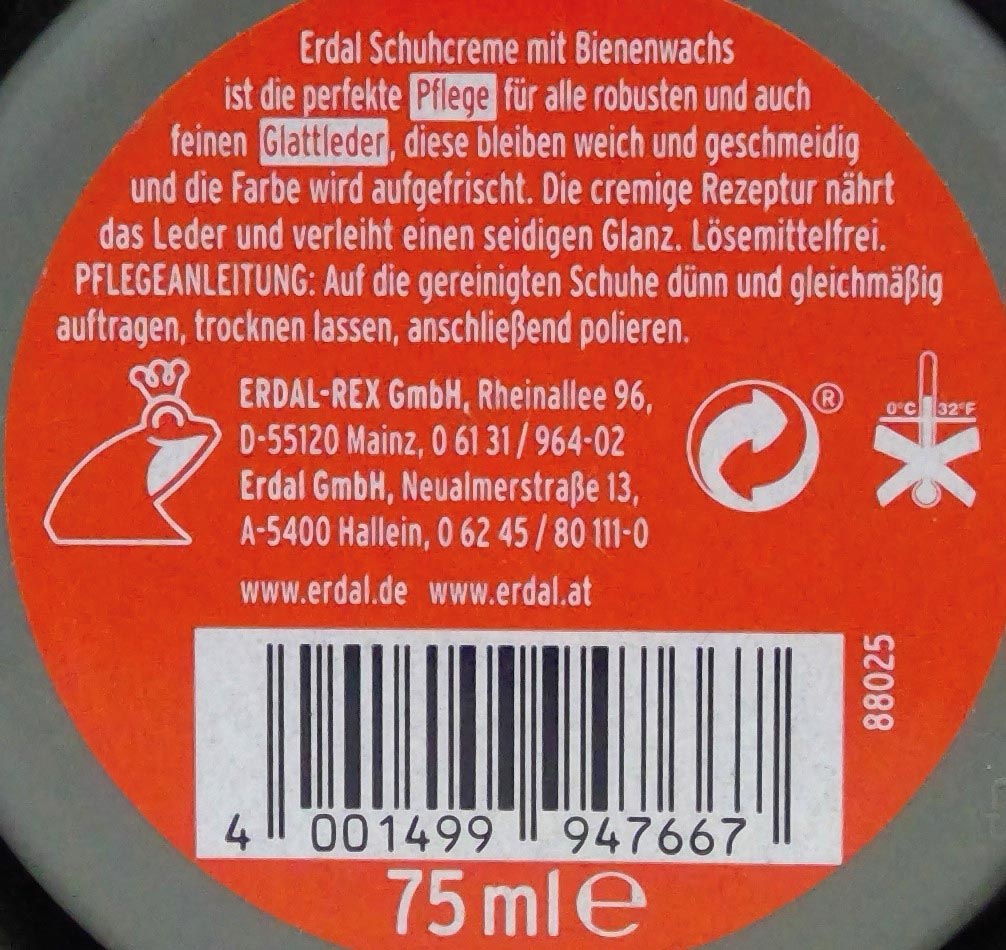 Erdal Schuhcreme mit Bienenwachs
ist die perfekte Pflege für alle robusten und auch
feinen Glattleder, diese bleiben weich und geschmeidig
und die Farbe wird aufgefrischt. Die cremige Rezeptur nährt
das Leder und verleiht einen seidigen Glanz. Lösemittelfrei.
PFLEGEANLEITUNG: Auf die gereinigten Schuhe dünn und gleichmäßig
auftragen, trocknen lassen, anschließend polieren.
ERDAL-REX GmbH, Rheinallee 96,
D-55120 Mainz, 0 61 31 / 964-02
Erdal GmbH, Neualmerstraße 13,
A-5400 Hallein, 0 62 45 / 80 111-0
www.erdal.de www.erdal.at
®
0°C 32°F
88025
4 001499 947667
75 ml e